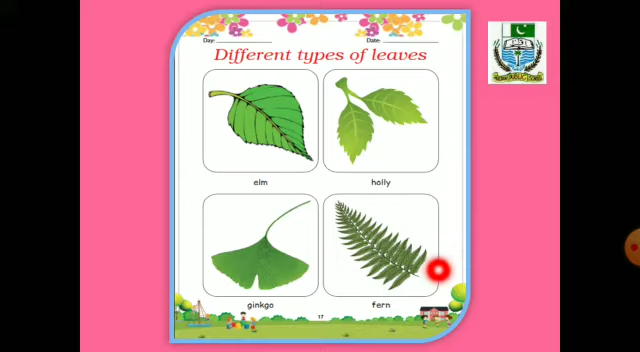 Day:
Date:
Different types of leaves
elm
holly
ginkgo
fern
17